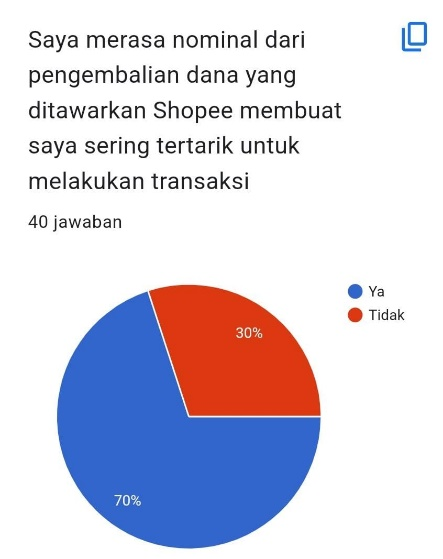 Saya merasa nominal dari
pengembalian dana yang
ditawarkan Shopee membuat
saya sering tertarik untuk
melakukan transaksi
40 jawaban
Ya
Tidak
30%
70%